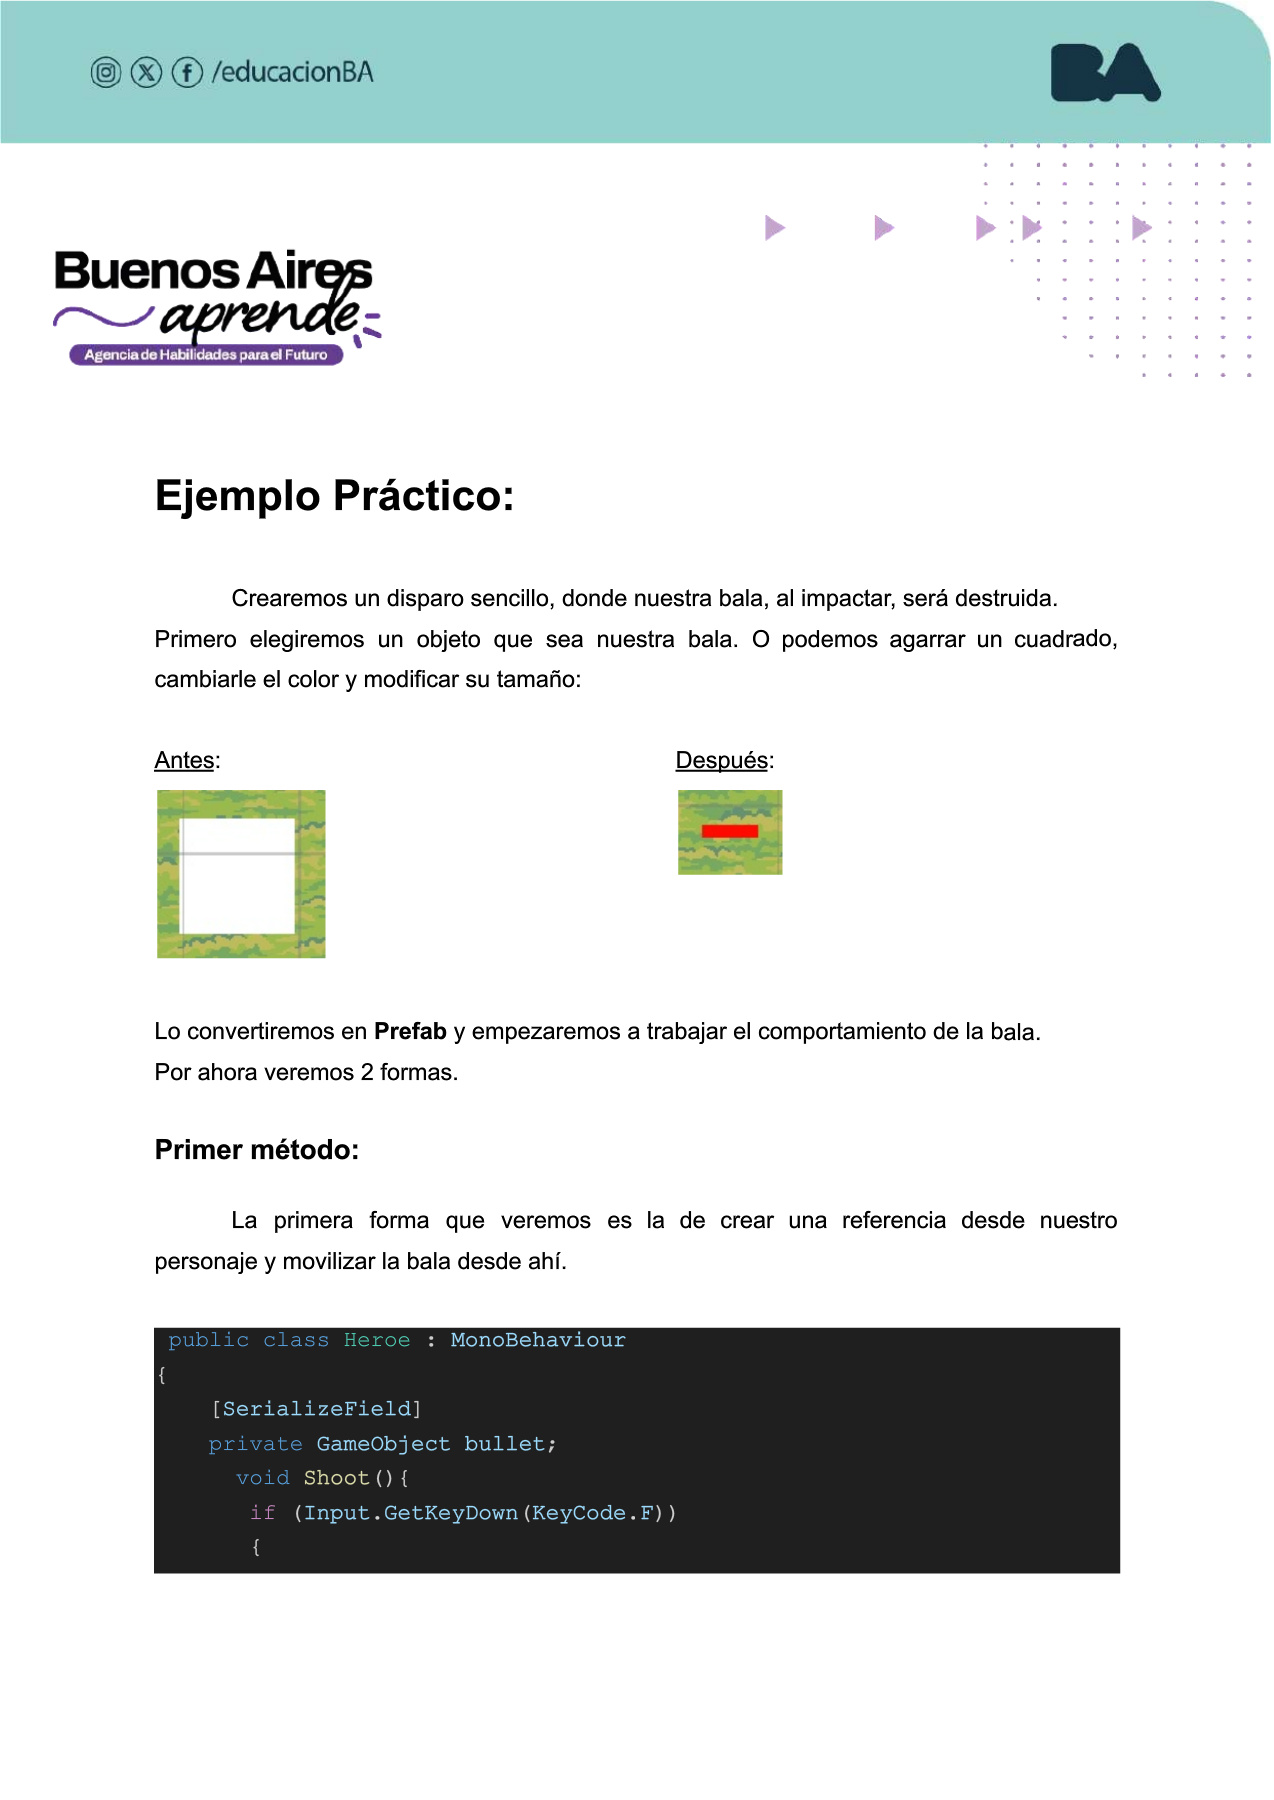 /educacionBA
BA
Buenos Aires
aprende
Agencia de Habilidades para el Futuro
Ejemplo Práctico:
Crearemos un disparo sencillo, donde nuestra bala, al impactar, será destruida.
Primero elegiremos un objeto que sea nuestra bala. O podemos agarrar un cuadrado,
cambiarle el color y modificar su tamaño:
Antes: Después:
Lo convertiremos en Prefab y empezaremos a trabajar el comportamiento de la bala.
Por ahora veremos 2 formas.
Primer método:
La primera forma que veremos es la de crear una referencia desde nuestro
personaje y movilizar la bala desde ahí.
public class Heroe : MonoBehaviour
{
[SerializeField]
private GameObject bullet;
void Shoot(){
if (Input.GetKeyDown(KeyCode.F))
{